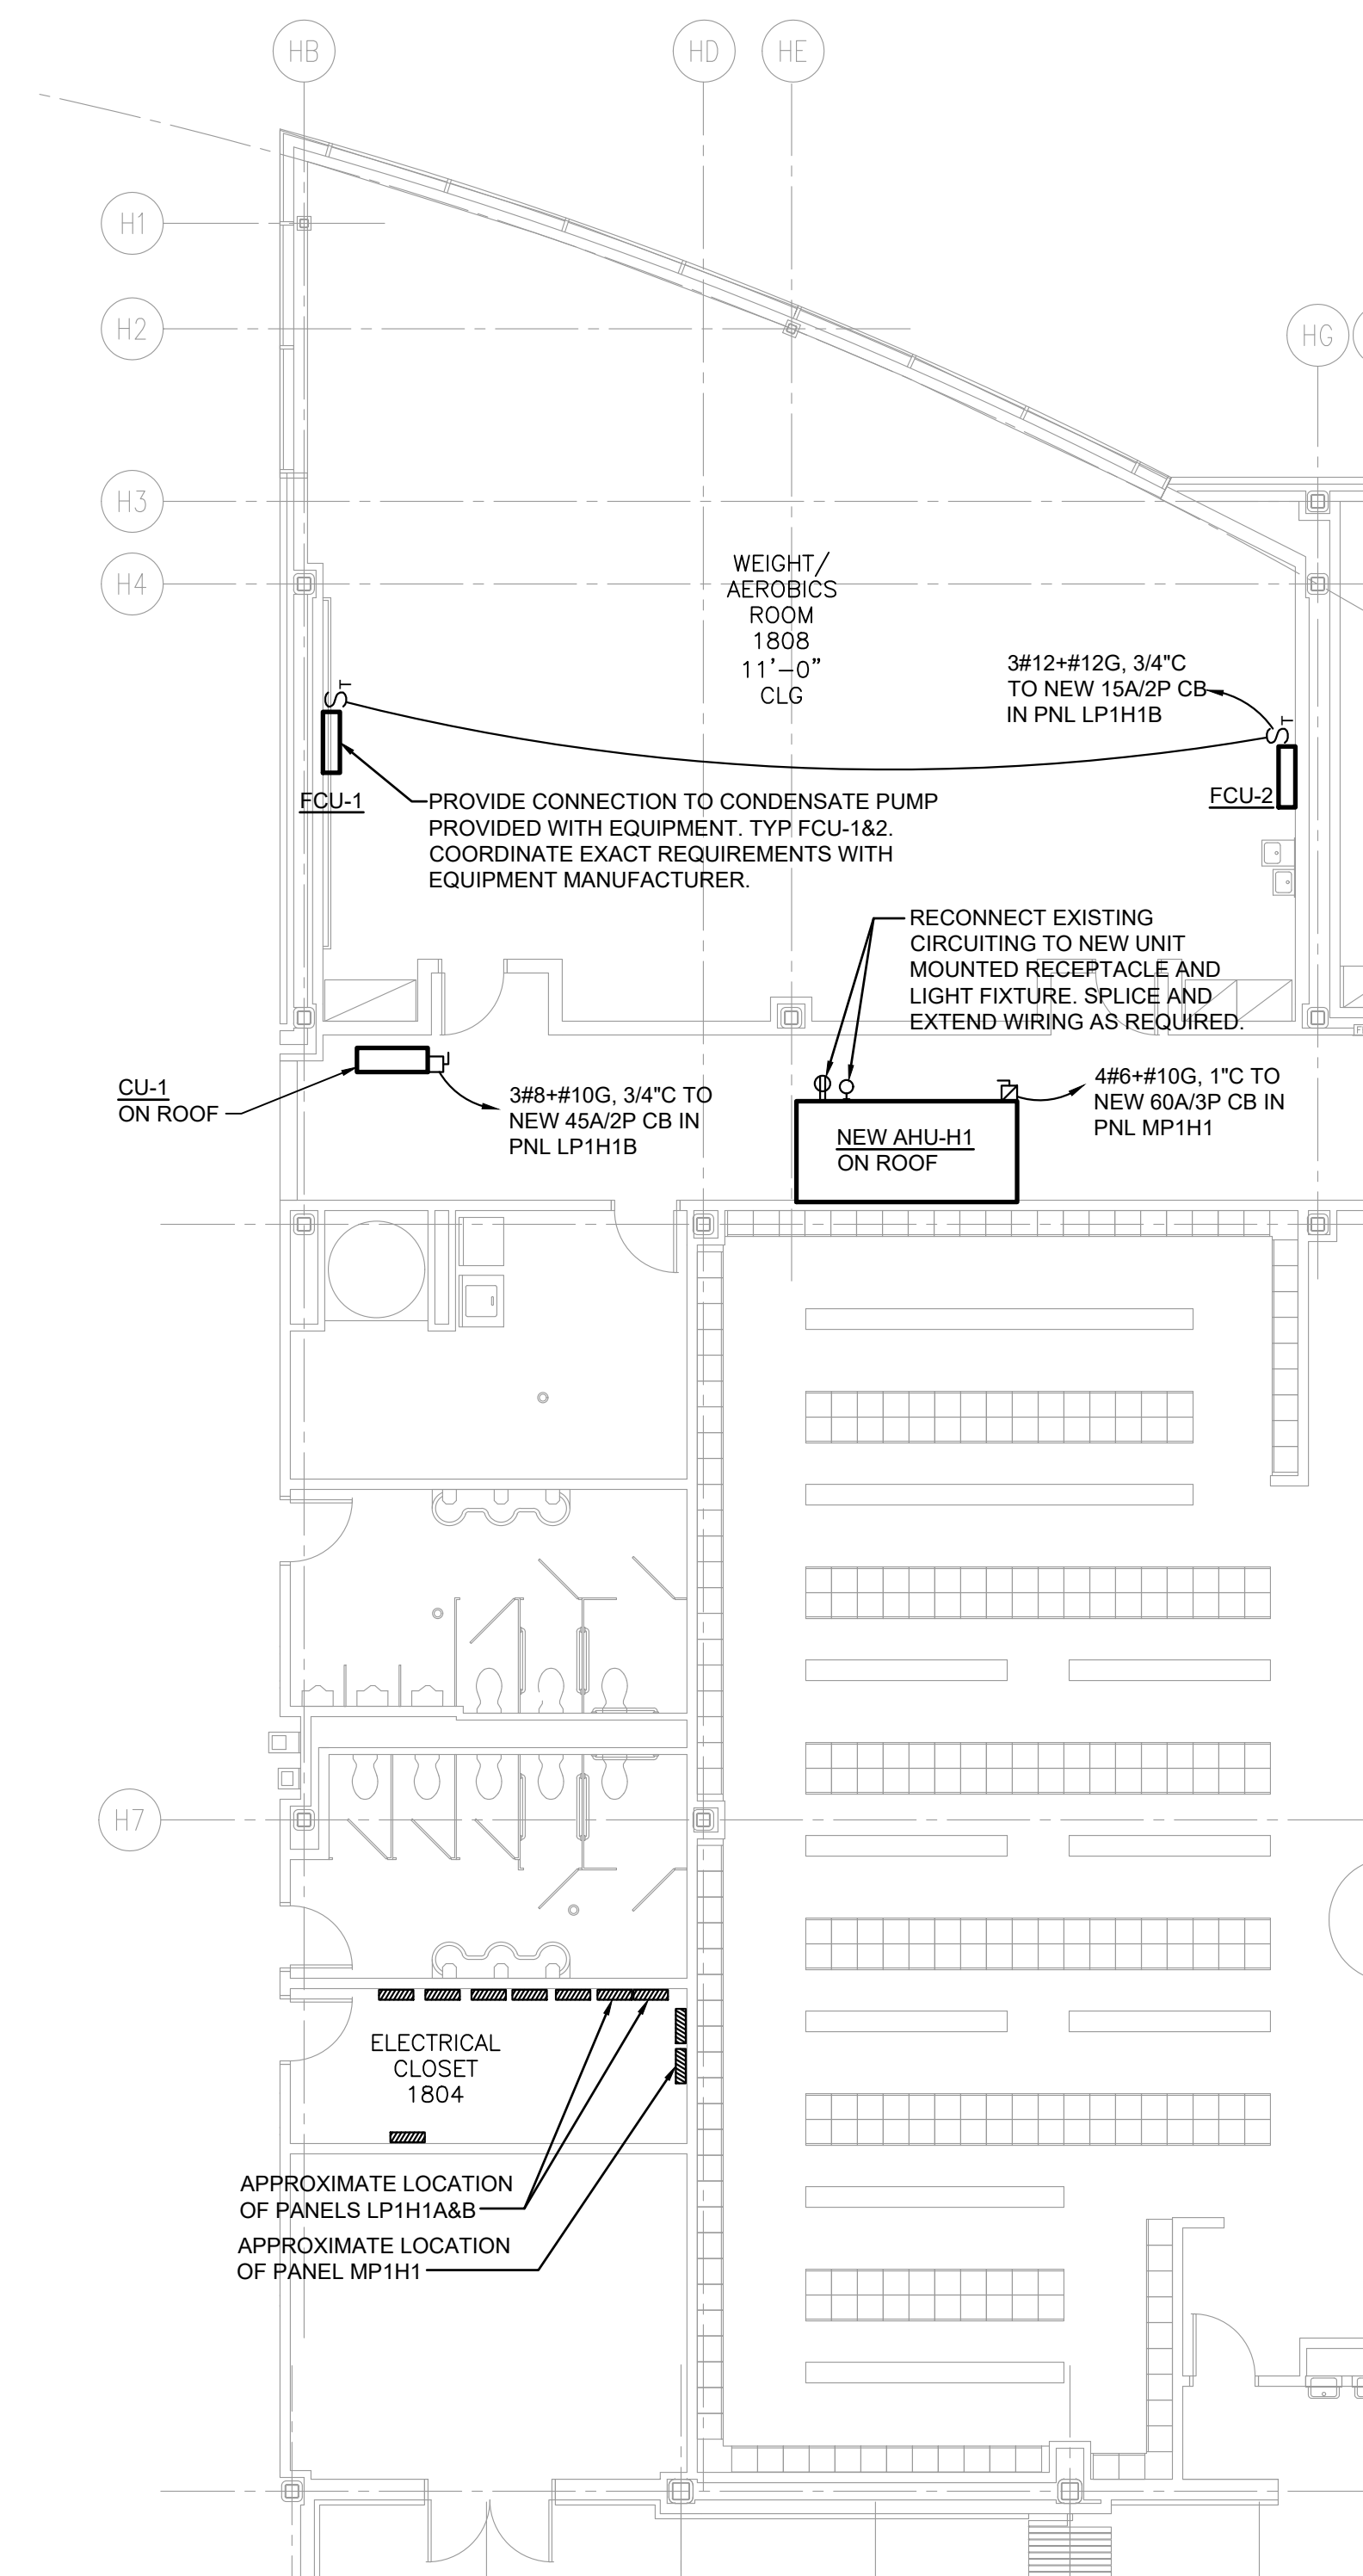 HB
HD
HE
H1
H2
HG
H3
H4
WEIGHT/
AEROBICS
ROOM
1808
11'-0"
CLG
3#12+#12G, 3/4"C
TO NEW 15A/2P CB
IN PNL LP1H1B
ST
ST
FCU-1
FCU-2
PROVIDE CONNECTION TO CONDENSATE PUMP
PROVIDED WITH EQUIPMENT. TYP FCU-1&2.
COORDINATE EXACT REQUIREMENTS WITH
EQUIPMENT MANUFACTURER.
RECONNECT EXISTING
CIRCUITING TO NEW UNIT
MOUNTED RECEPTACLE AND
LIGHT FIXTURE. SPLICE AND
EXTEND WIRING AS REQUIRED.
CU-1
ON ROOF
3#8+#10G, 3/4"C TO
NEW 45A/2P CB IN
PNL LP1H1B
4#6+#10G, 1"C TO
NEW 60A/3P CB IN
PNL MP1H1
NEW AHU-H1
ON ROOF
H7
ELECTRICAL
CLOSET
1804
APPROXIMATE LOCATION
OF PANELS LP1H1A&B
APPROXIMATE LOCATION
OF PANEL MP1H1